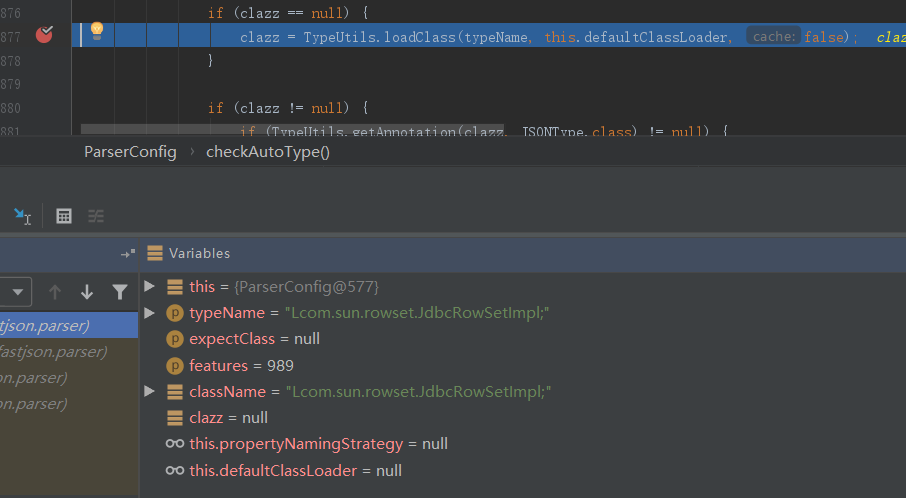 876 if (clazz == null) {
877 clazz = TypeUtils.loadClass(typeName, this.defaultClassLoader, cache: false); claz
878 }
879
880 if (clazz != null) {
881 if (TypeUtils.getAnnotation(clazz, JSONType.class) != null) {
ParserConfig › checkAutoType()
Variables
this = {ParserConfig@577}
typeName = "Lcom.sun.rowset.JdbcRowSetImpl;"
tjson.parser)
expectClass = null
fastjson.parser)
features = 989
on.parser)
className = "Lcom.sun.rowset.JdbcRowSetImpl;"
on.parser)
clazz = null
this.propertyNamingStrategy = null
this.defaultClassLoader = null